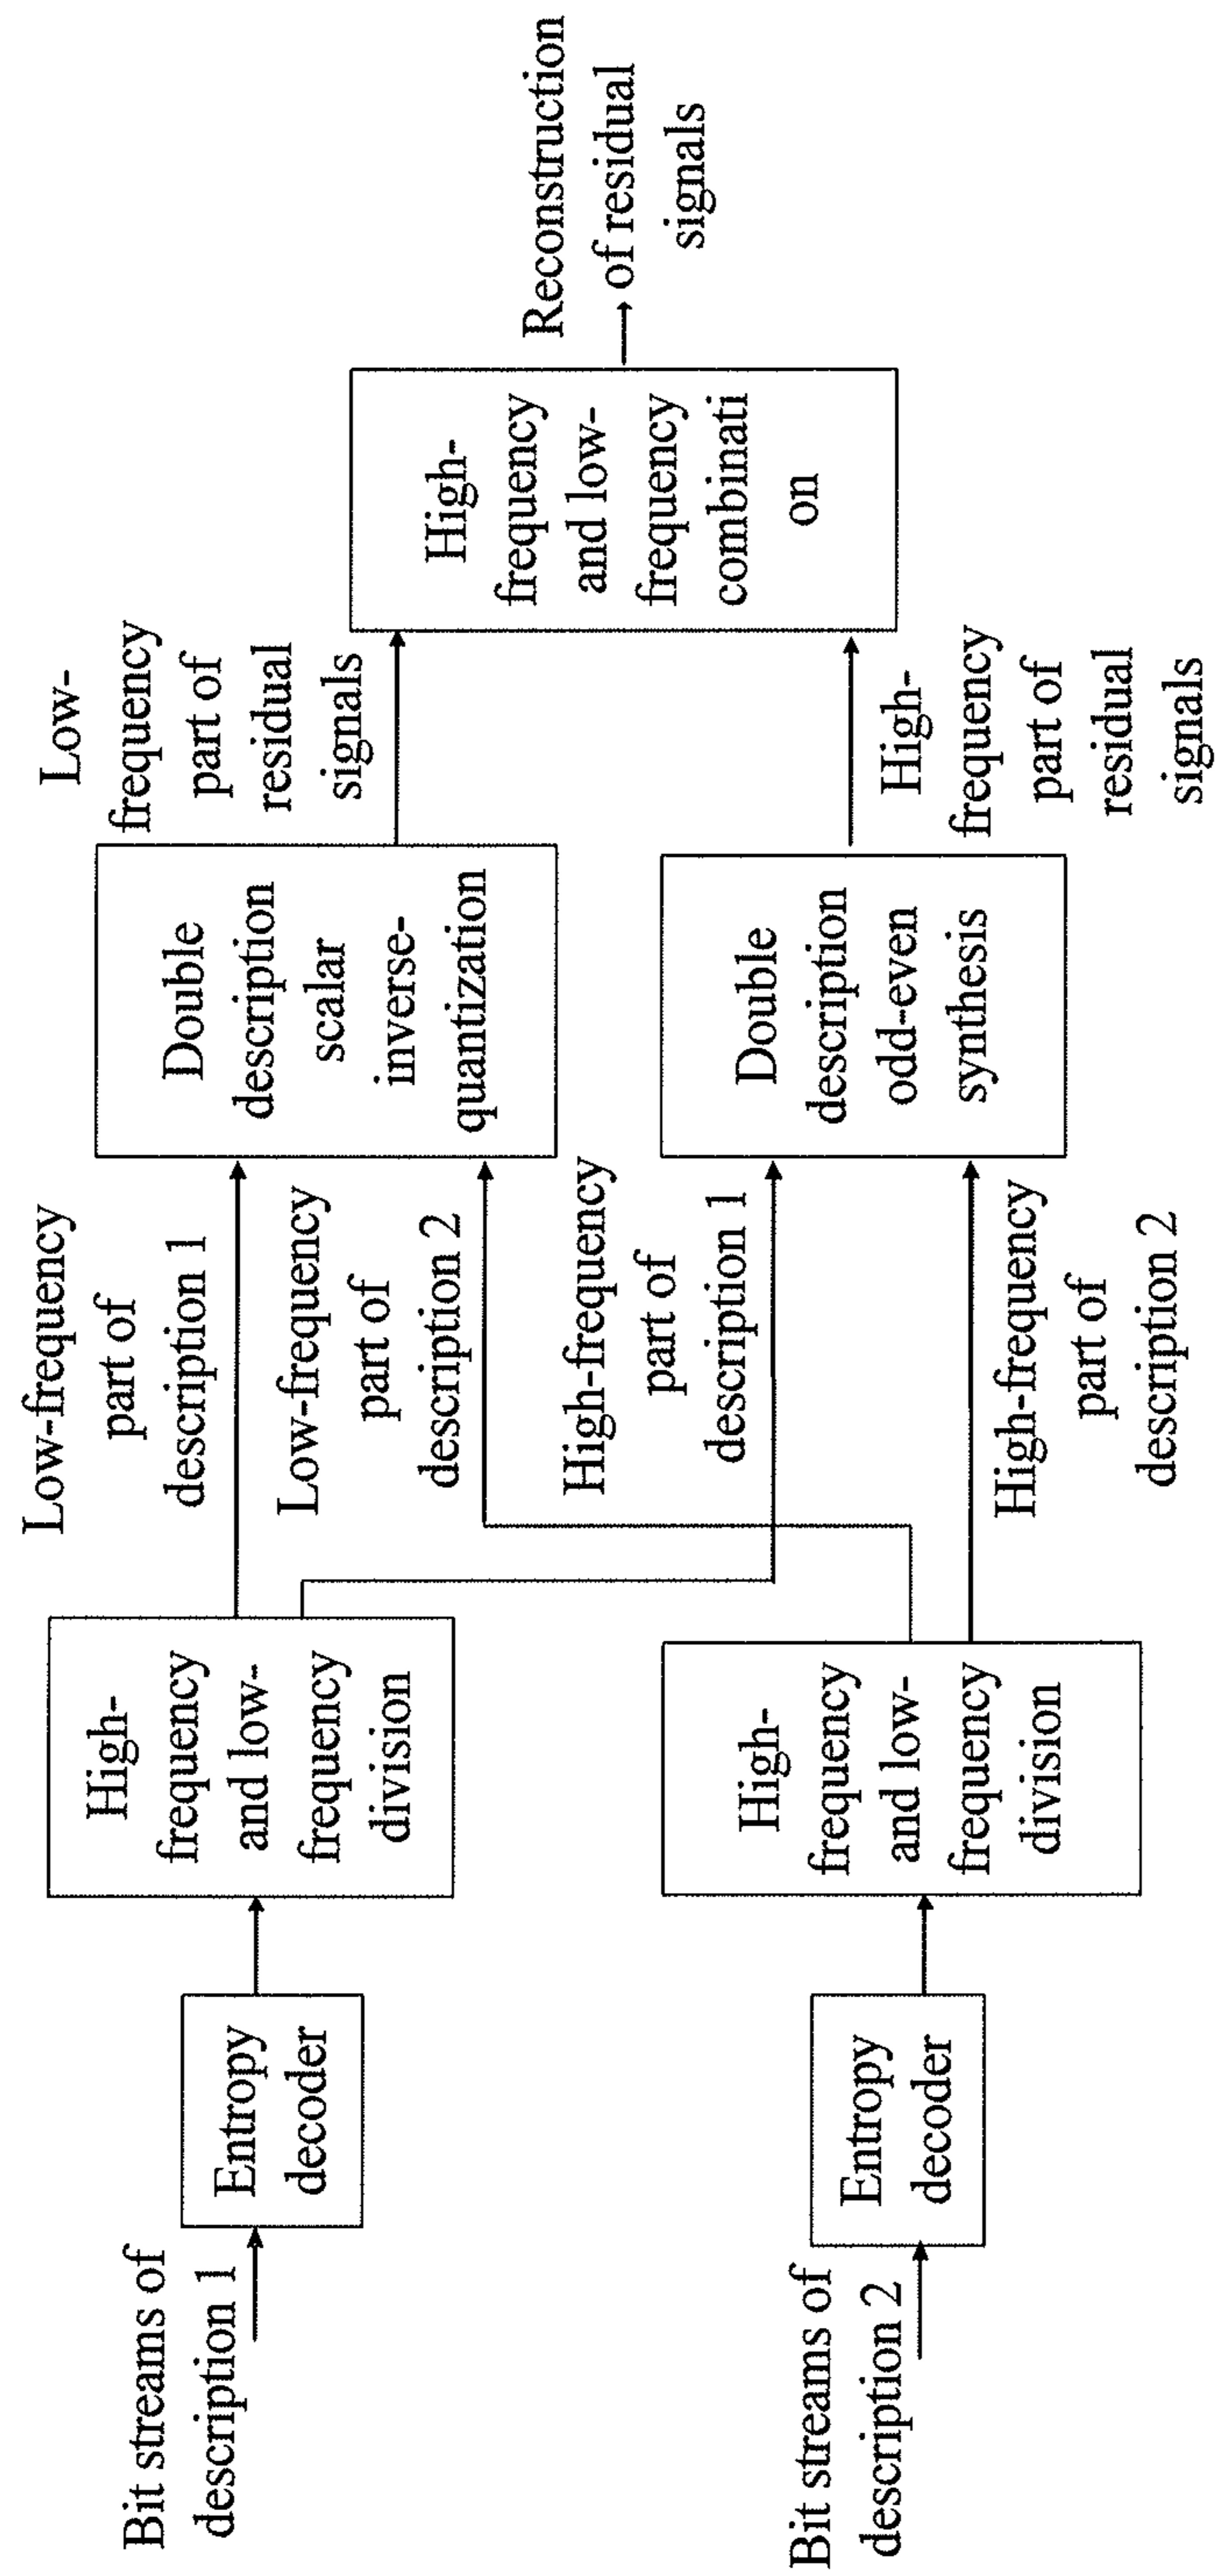 Bit streams of
description 1
Entropy
decoder
High-
frequency
and low-
frequency
division
Low-frequency
part of
description 1
Low-frequency
part of
description 2
Double
description
scalar
inverse-
quantization
Low-
frequency
part of
residual
signals
High-
frequency
and low-
frequency
combinati
on
Reconstruction
of residual
signals
Bit streams of
description 2
Entropy
decoder
High-
frequency
and low-
frequency
division
High-frequency
part of
description 1
High-frequency
part of
description 2
Double
description
odd-even
synthesis
High-
frequency
part of
residual
signals